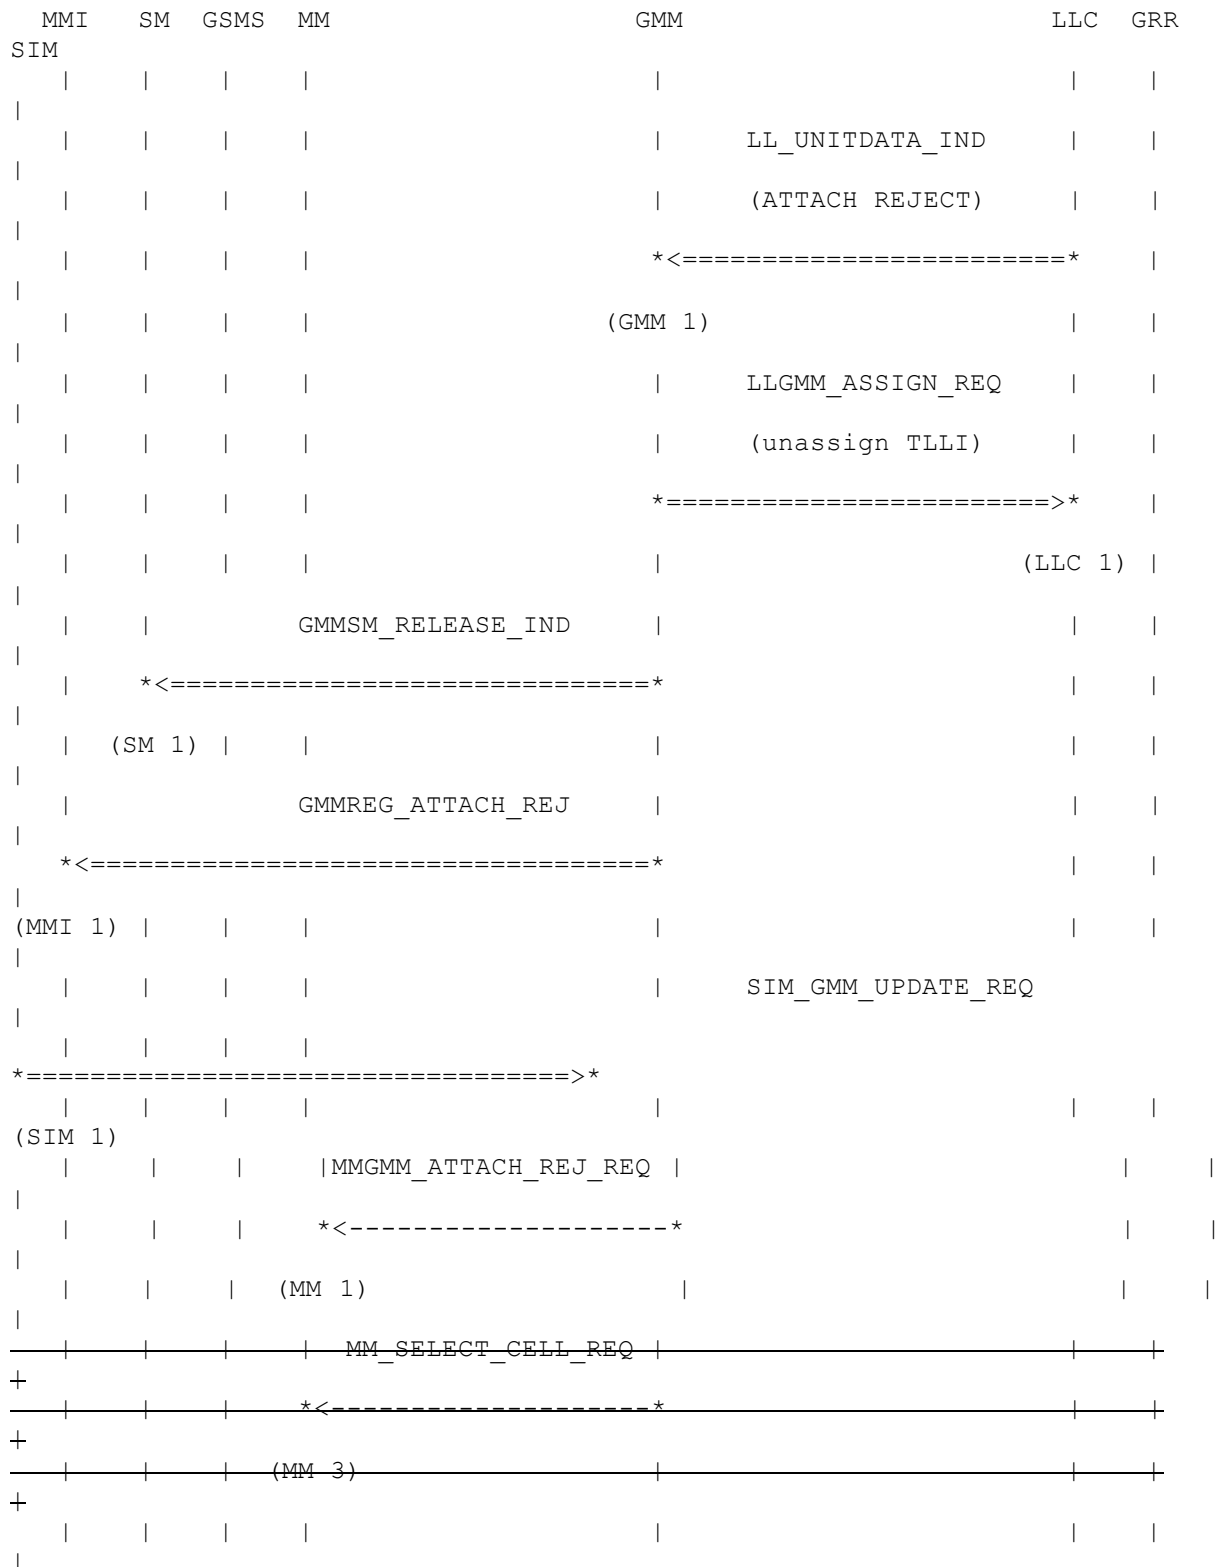 MMI SM GSMS MM GMM LLC GRR
SIM
| | | | | | |
|
| | | | | LL_UNITDATA_IND | |
|
| | | | | (ATTACH REJECT) | |
|
| | | | *<========================* |
|
| | | | (GMM 1) | |
|
| | | | | LLGMM_ASSIGN_REQ | |
|
| | | | | (unassign TLLI) | |
|
| | | | *========================>* |
|
| | | | | (LLC 1) |
|
| | GMMSM_RELEASE_IND | | |
|
| *<==============================* | |
|
| (SM 1) | | | | |
|
| GMMREG_ATTACH_REJ | | |
|
*<===================================* | |
|
(MMI 1) | | | | | |
|
| | | | | SIM_GMM_UPDATE_REQ
|
| | | |
*==================================>*
| | | | | | |
(SIM 1)
| | | |MMGMM_ATTACH_REJ_REQ | | |
|
| | | *<--------------------* | |
|
| | | (MM 1) | | |
|
| | | | MM_SELECT_CELL_REQ | | |
|
| | | *<--------------------* | |
|
| | | (MM 3) | | |
|
| | | | | | |
|